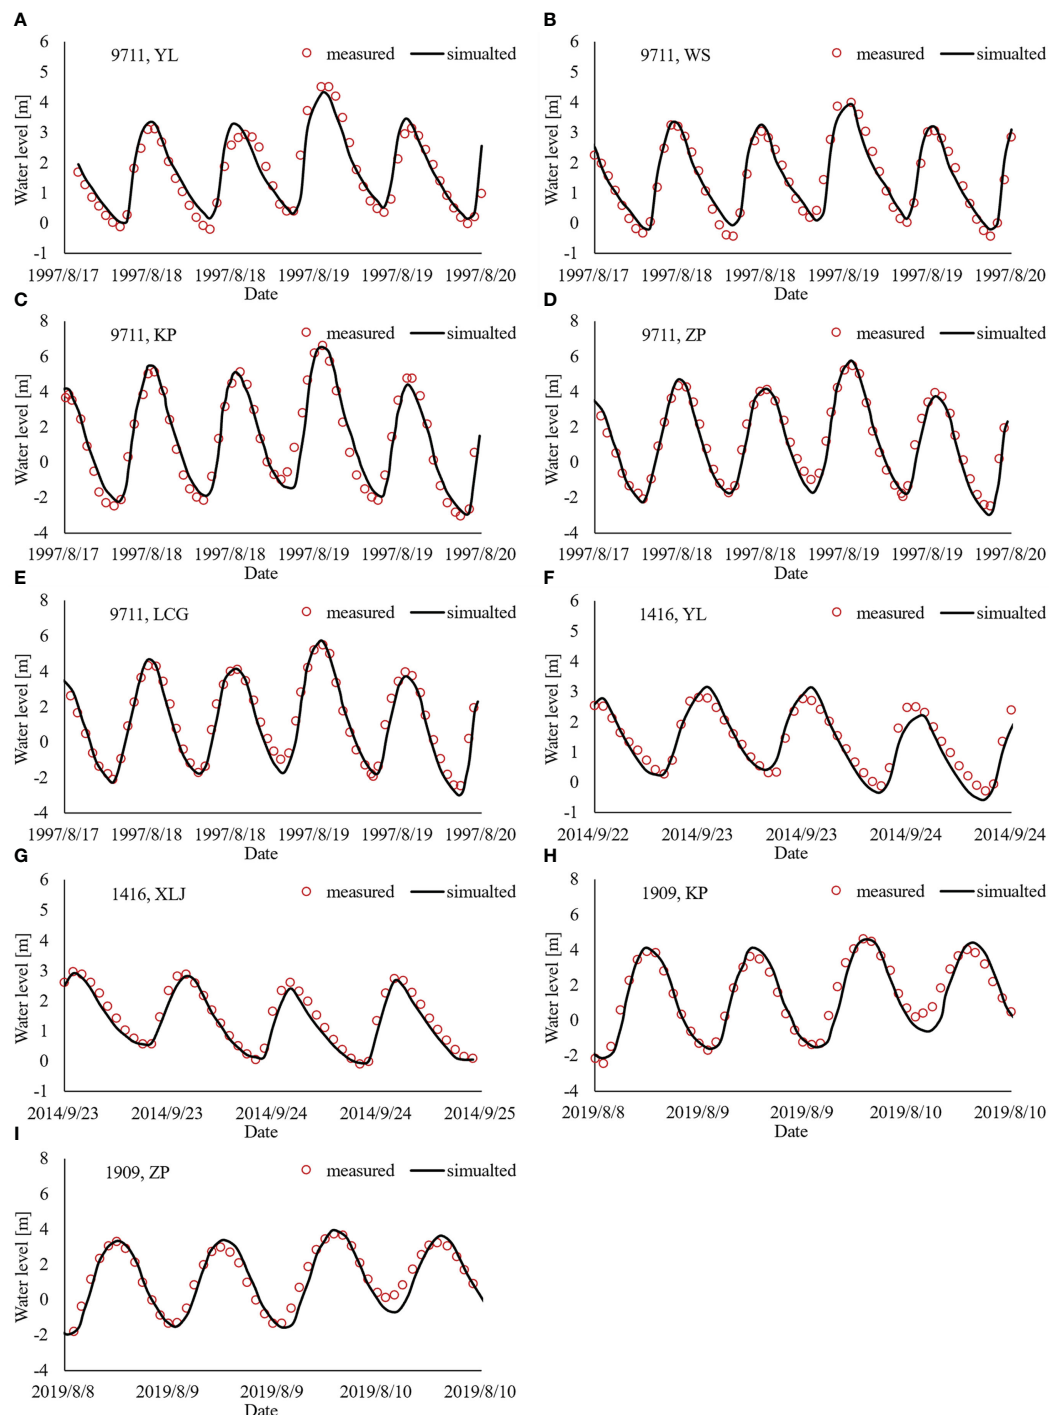 A
9711, YL
measured
simualted
Water level [m]
6
5
4
3
2
1
0
-1
1997/8/17 1997/8/18 1997/8/18 1997/8/19 1997/8/19 1997/8/20
Date
B
9711, WS
measured
simualted
Water level [m]
6
5
4
3
2
1
0
-1
1997/8/17 1997/8/18 1997/8/18 1997/8/19 1997/8/19 1997/8/20
Date
C
9711, KP
measured
simualted
Water level [m]
8
6
4
2
0
-2
-4
1997/8/17 1997/8/18 1997/8/18 1997/8/19 1997/8/19 1997/8/20
Date
D
9711, ZP
measured
simualted
Water level [m]
8
6
4
2
0
-2
-4
1997/8/17 1997/8/18 1997/8/18 1997/8/19 1997/8/19 1997/8/20
Date
E
9711, LCG
measured
simualted
Water level [m]
8
6
4
2
0
-2
-4
1997/8/17 1997/8/18 1997/8/18 1997/8/19 1997/8/19 1997/8/20
Date
F
1416, YL
measured
simualted
Water level [m]
6
5
4
3
2
1
0
-1
2014/9/22 2014/9/23 2014/9/23 2014/9/24 2014/9/24
Date
G
1416, XLJ
measured
simualted
Water level [m]
6
5
4
3
2
1
0
-1
2014/9/23 2014/9/23 2014/9/24 2014/9/24 2014/9/25
Date
H
1909, KP
measured
simualted
Water level [m]
8
6
4
2
0
-2
-4
2019/8/8 2019/8/9 2019/8/9 2019/8/10 2019/8/10
Date
I
1909, ZP
measured
simualted
Water level [m]
8
6
4
2
0
-2
-4
2019/8/8 2019/8/9 2019/8/9 2019/8/10 2019/8/10
Date